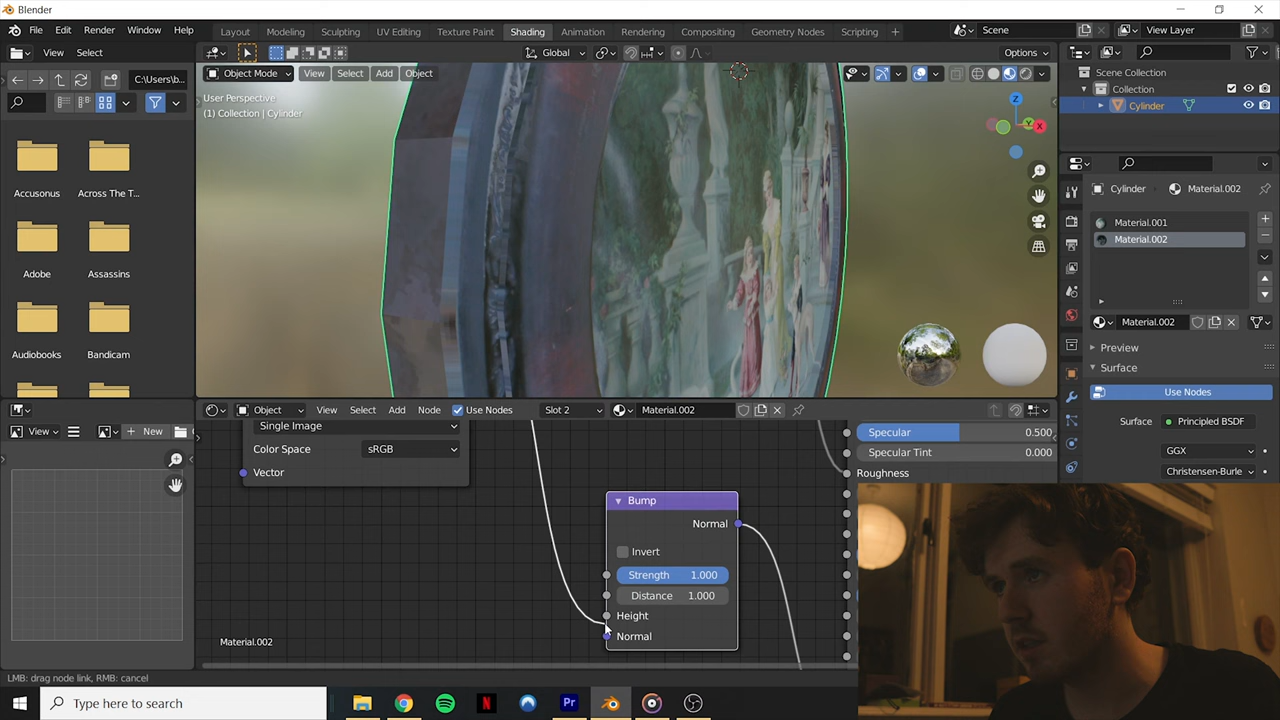 Blender
File Edit Render Window Help
Layout Modeling Sculpting UV Editing Texture Paint Shading Animation Rendering Compositing Geometry Nodes Scripting
Scene
View Layer
View Select
Global
Options
C:\Users\b...
Object Mode View Select Add Object
User Perspective
(1) Collection | Cylinder
Z
Y
X
Accusonus
Across The T...
Adobe
Assassins
Audiobooks
Bandicam
Scene Collection
Collection
Cylinder
Cylinder
Material.002
Material.001
Material.002
Material.002
Preview
Surface
Use Nodes
Surface
Principled BSDF
GGX
Christensen-Burle
View
New
Object View Select Add Node Use Nodes Slot 2 Material.002
Single Image
Color Space
sRGB
Vector
Bump
Normal
Invert
Strength 1.000
Distance 1.000
Height
Normal
Specular 0.500
Specular Tint 0.000
Roughness
Material.002
LMB: drag node link, RMB: cancel
Type here to search
Pr